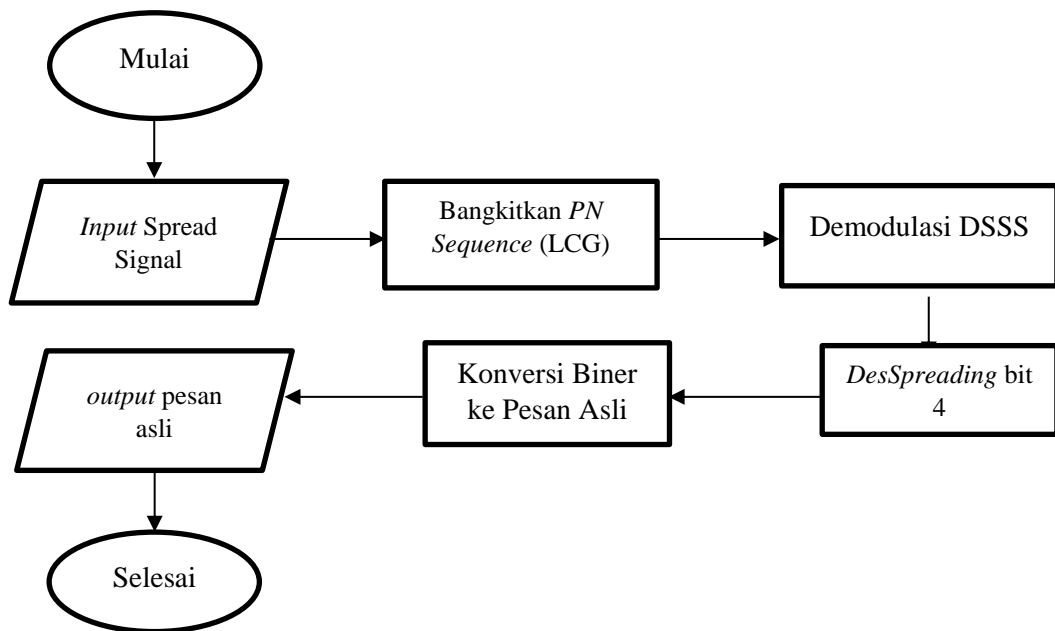 Mulai
Input Spread
Signal
Bangkitkan PN
Sequence (LCG)
Demodulasi DSSS
DesSpreading bit
4
Konversi Biner
ke Pesan Asli
output pesan
asli
Selesai